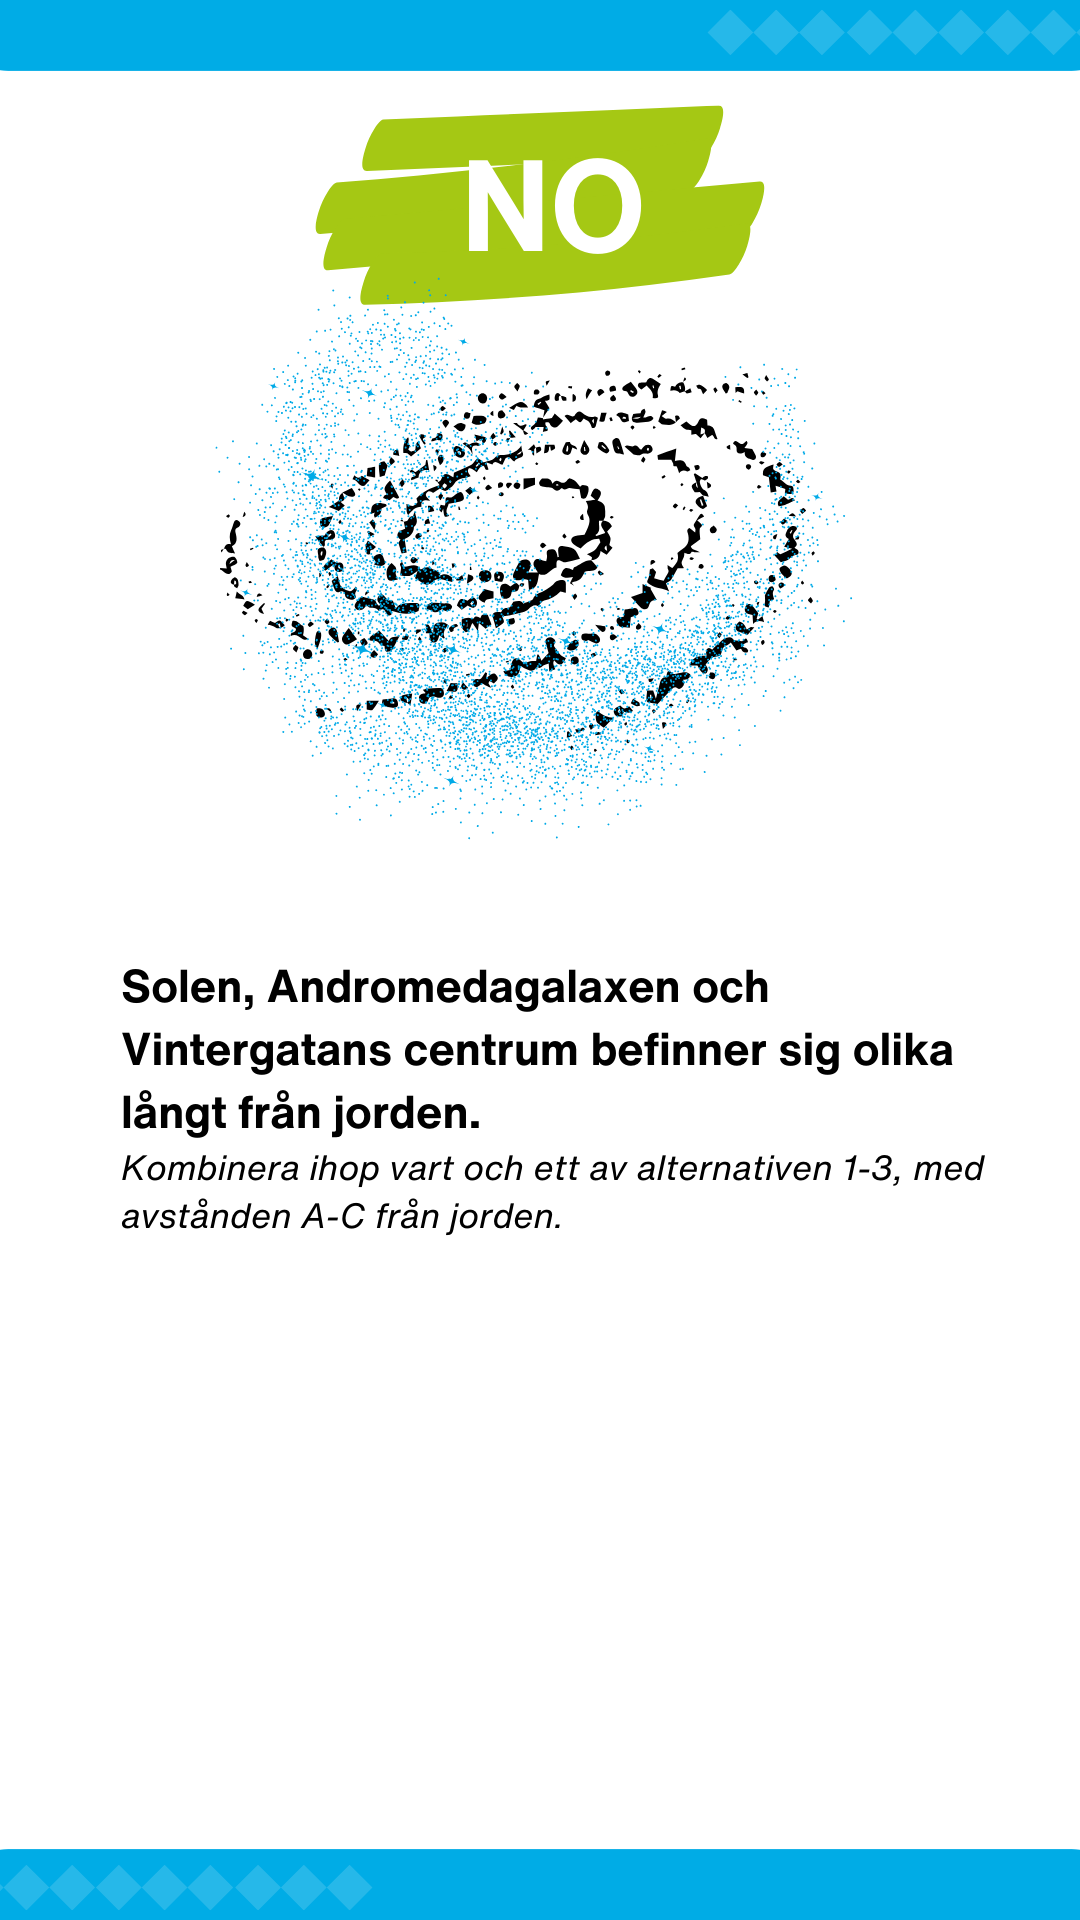 NO
Solen, Andromedagalaxen och
Vintergatans centrum befinner sig olika
långt från jorden.
Kombinera ihop vart och ett av alternativen 1-3, med
avstånden A-C från jorden.